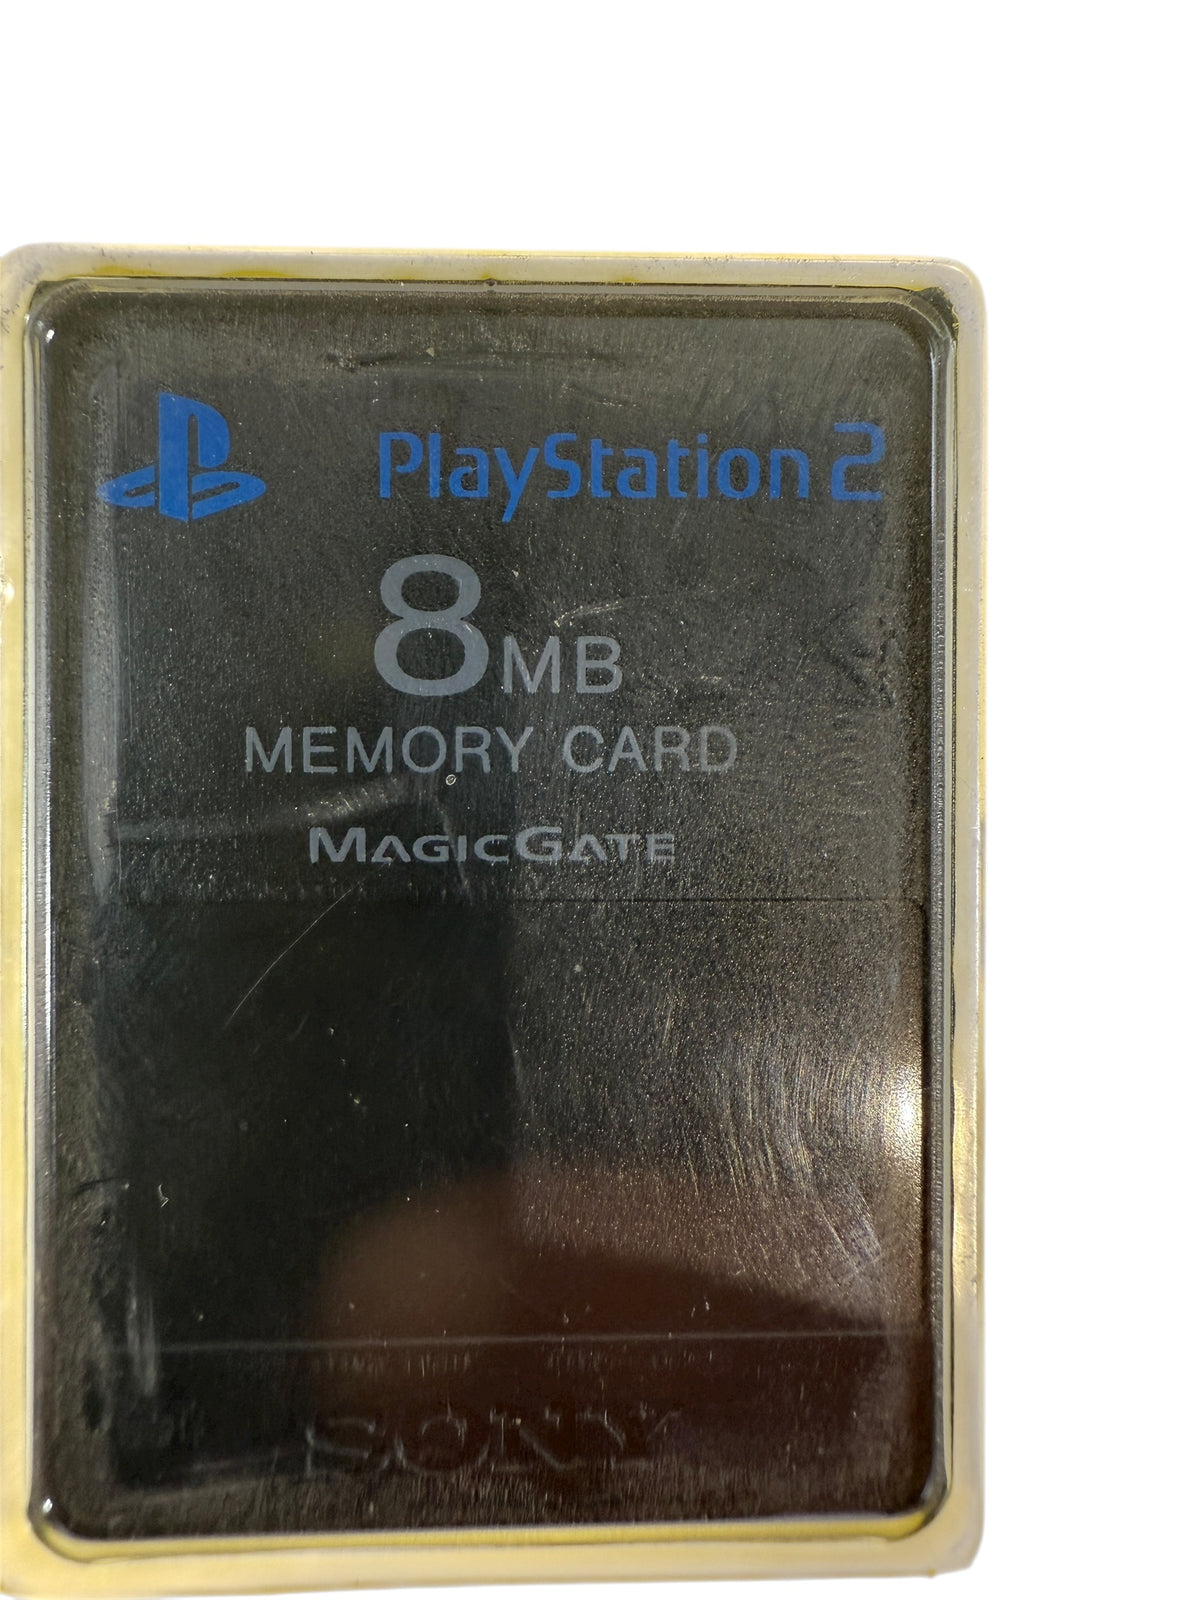 PlayStation 2
8MB
MEMORY CARD
MAGICGATE
SONY